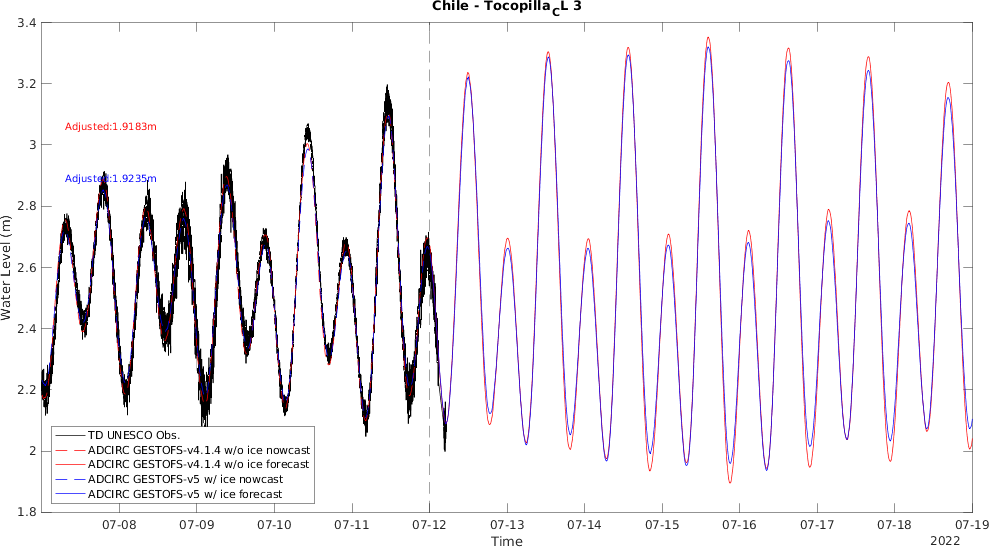 Chile - Tocopilla_CL 3
3.4
3.2
3
2.8
2.6
2.4
2.2
2
1.8
Water Level (m)
Adjusted:1.9183m
Adjusted:1.9235m
TD UNESCO Obs.
ADCIRC GESTOFS-v4.1.4 w/o ice nowcast
ADCIRC GESTOFS-v4.1.4 w/o ice forecast
ADCIRC GESTOFS-v5 w/ ice nowcast
ADCIRC GESTOFS-v5 w/ ice forecast
07-08 07-09 07-10 07-11 07-12 07-13 07-14 07-15 07-16 07-17 07-18 07-19
Time
2022